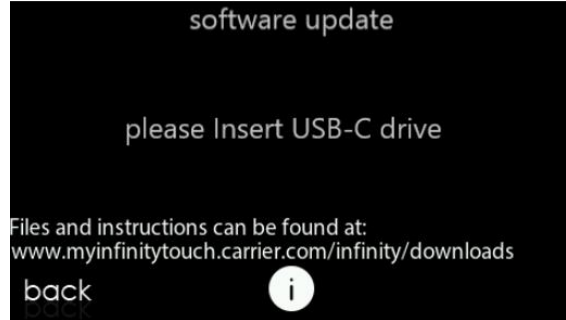 software update
please Insert USB-C drive
Files and instructions can be found at:
www.myinfinitytouch.carrier.com/infinity/downloads
back
i